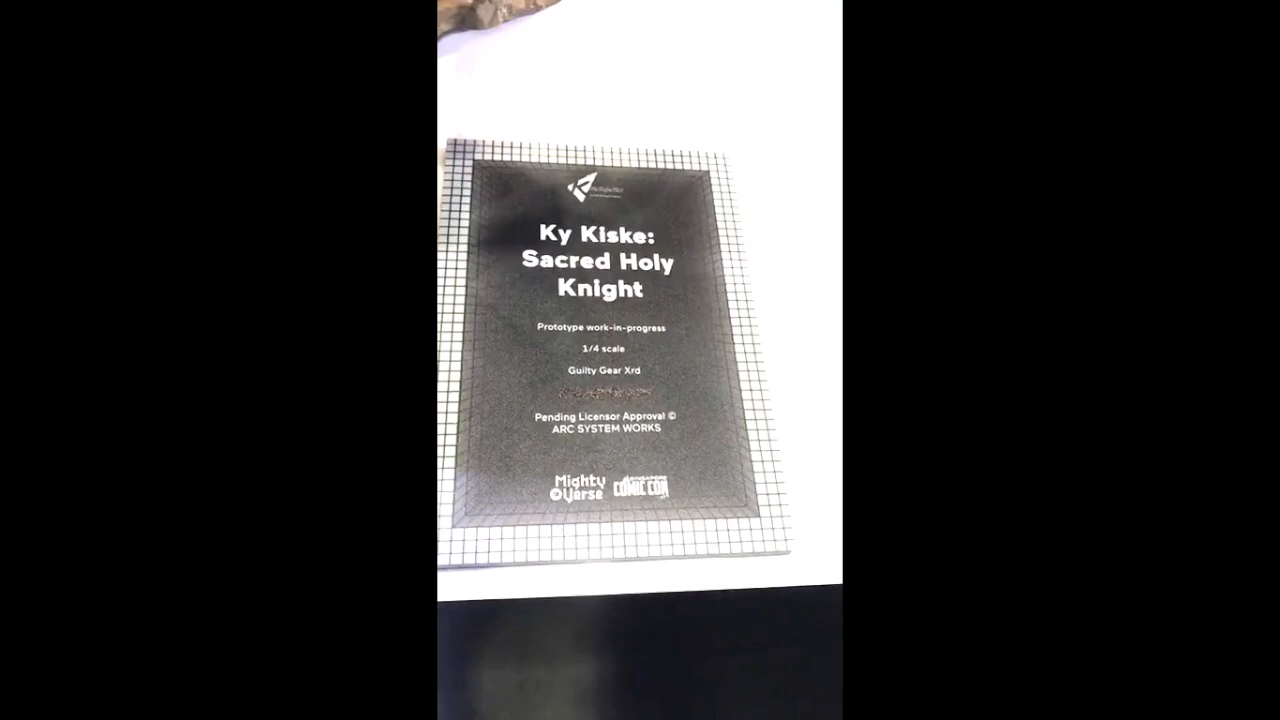 Ky Kiske:
Sacred Holy
Knight
Prototype work-in-progress
1/4 scale
Guilty Gear Xrd
Pending Licensor Approval ©
ARC SYSTEM WORKS
Mighty
Verse
COMIC CON